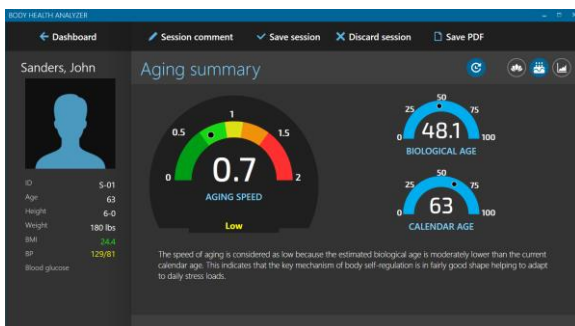 BODY HEALTH ANALYZER
Dashboard
Session comment
Save session
Discard session
Save PDF
Sanders, John
Aging summary
ID S-01
Age 63
Height 6-0
Weight 180 lbs
BMI 24.4
BP 129/81
Blood glucose
0
0.5
1
1.5
2
0.7
AGING SPEED
Low
0
25
50
75
100
48.1
BIOLOGICAL AGE
0
25
50
75
100
63
CALENDAR AGE
The speed of aging is considered as low because the estimated biological age is moderately lower than the current
calendar age. This indicates that the key mechanism of body self-regulation is in fairly good shape helping to adapt
to daily stress loads.